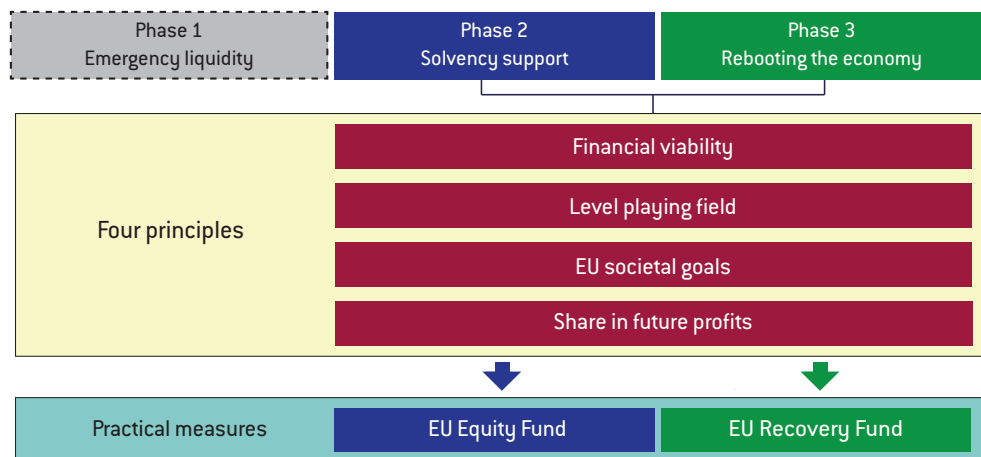 Phase 1
Emergency liquidity
Phase 2
Solvency support
Phase 3
Rebooting the economy
Four principles
Financial viability
Level playing field
EU societal goals
Share in future profits
Practical measures
EU Equity Fund
EU Recovery Fund